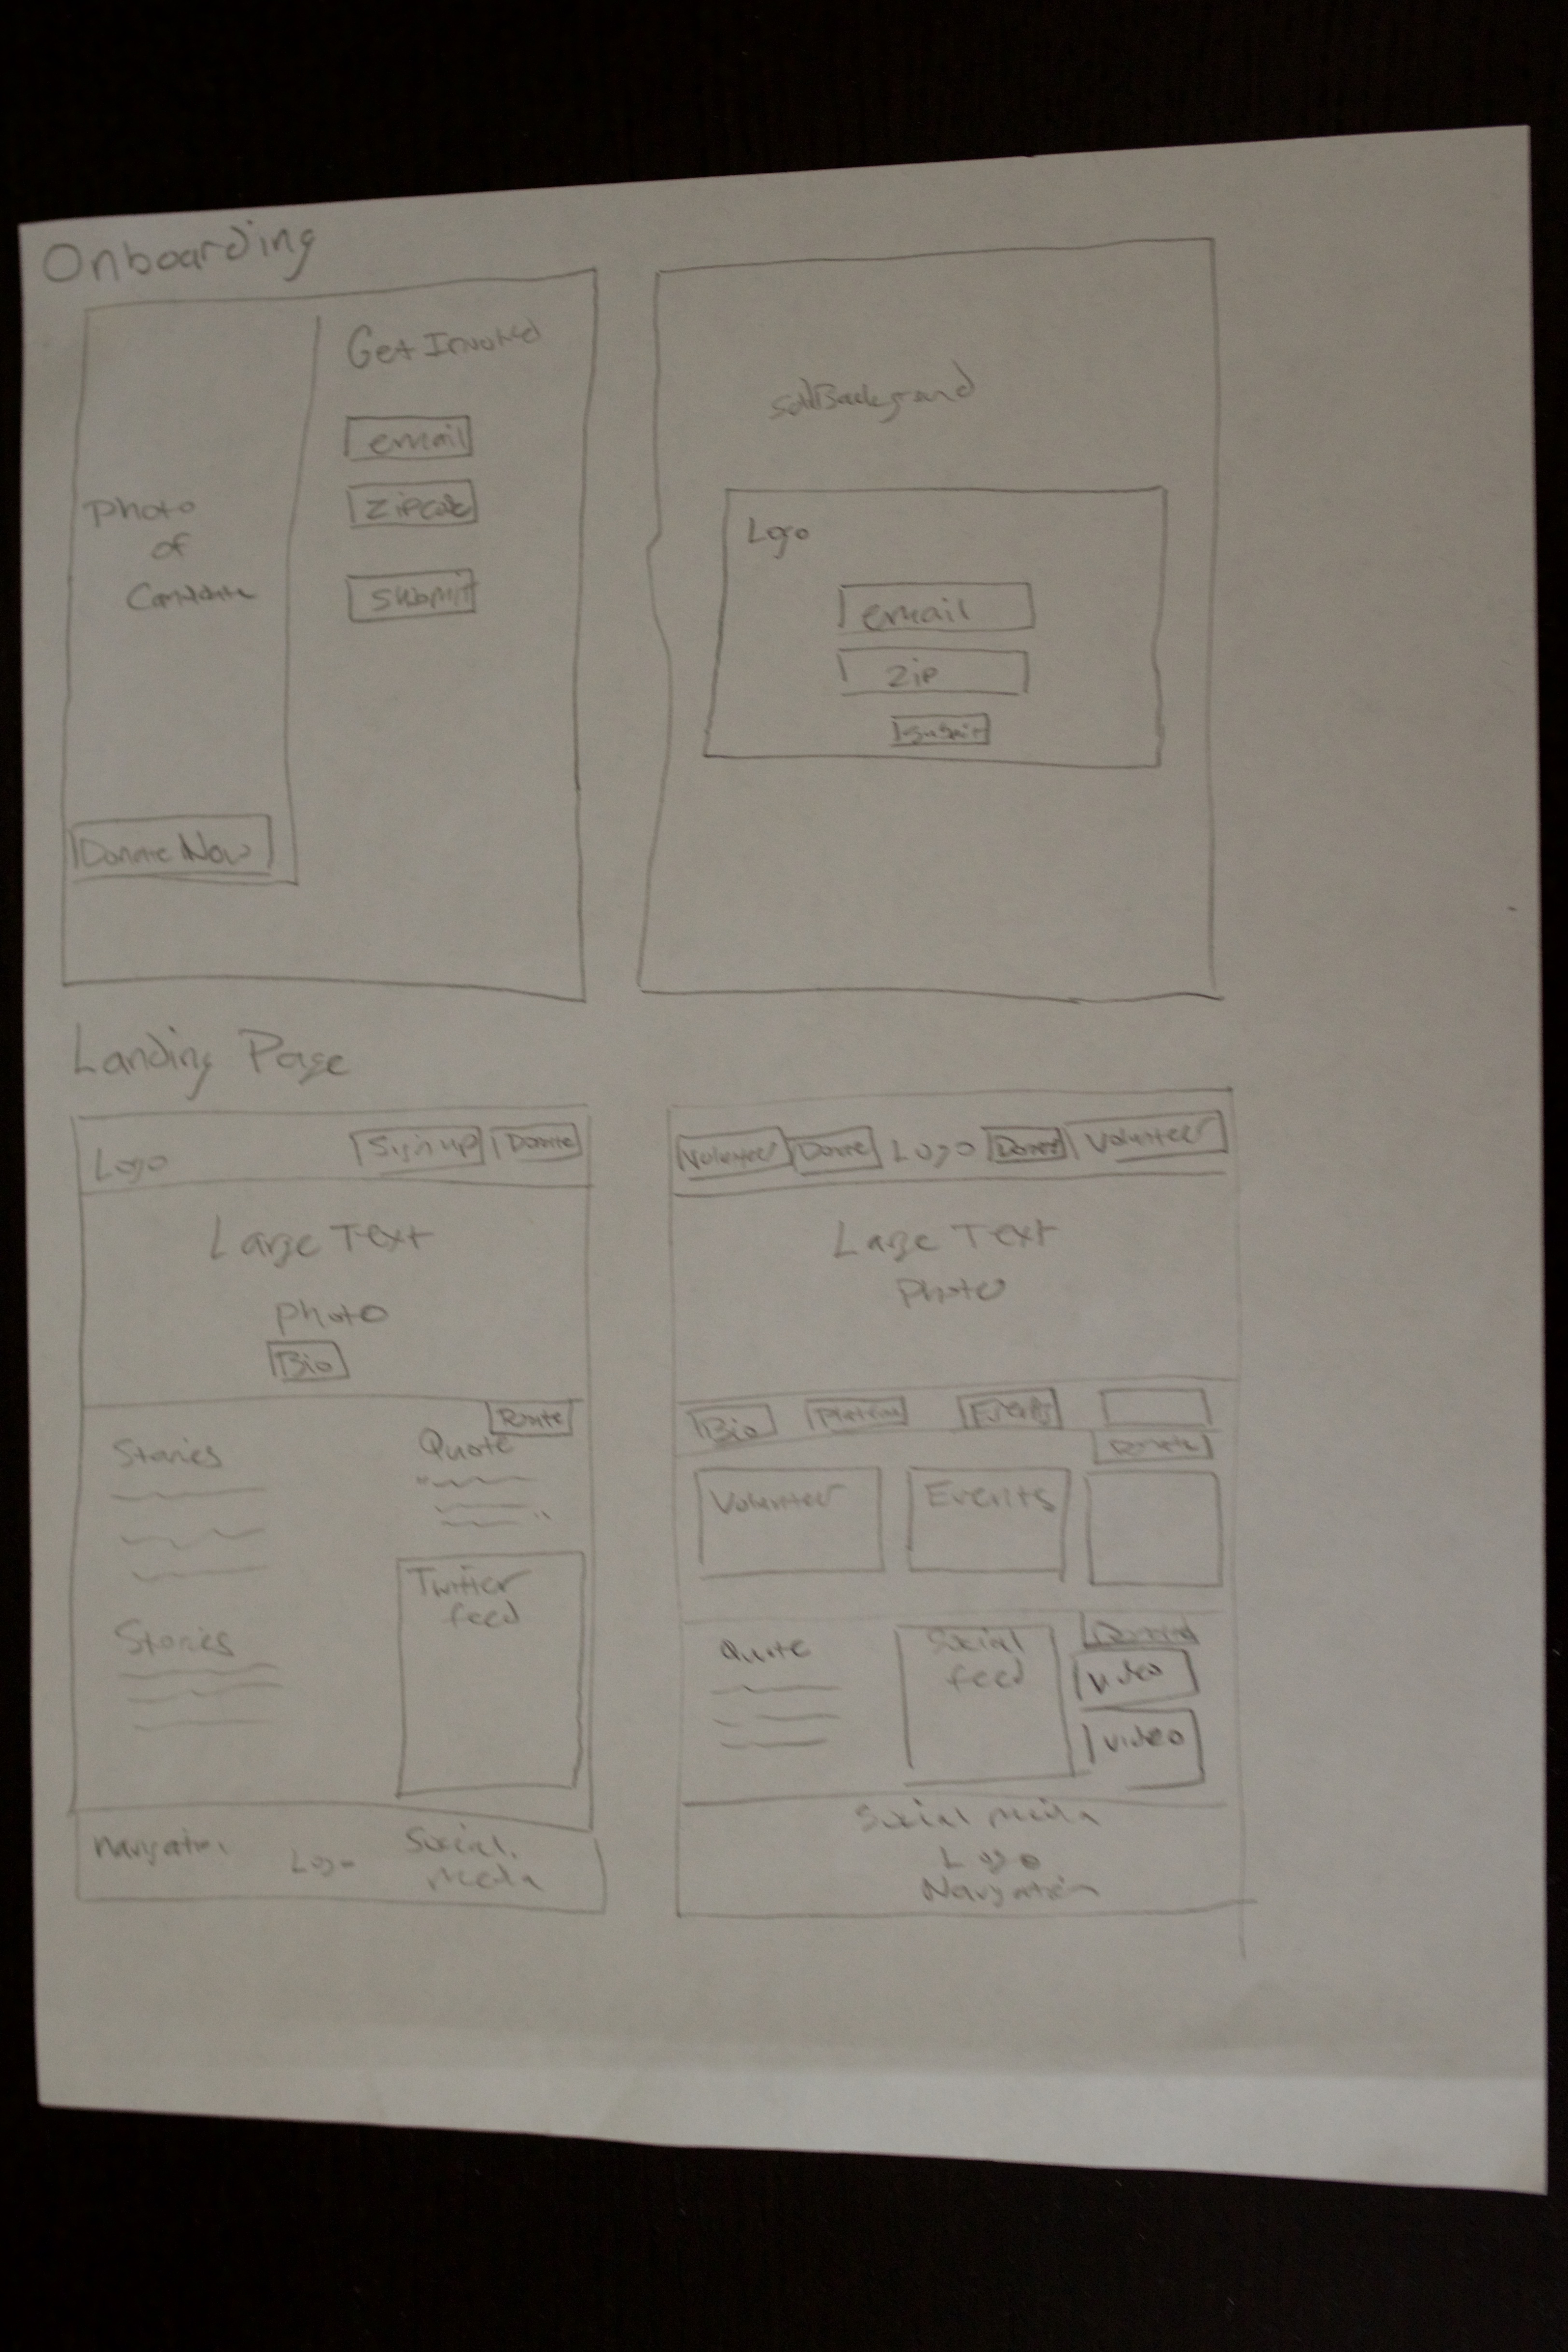 Onboarding
Get Involved
email
Zipcode
submit
Photo
of
Candidate
Donate Now
Solid Background
Logo
email
Zip
submit
Landing Page
Logo
Sign up
Donate
Large Text
Photo
Bio
Donate
Stories
Quote
Twitter
feed
Stories
Navigation
Logo
Social
Media
Volunteer
Donate
Logo
Donate
Volunteer
Large Text
Photo
Bio
Platform
Events
Donate
Volunteer
Events
Quote
Social
feed
Video
Video
Social Media
Logo
Navigation